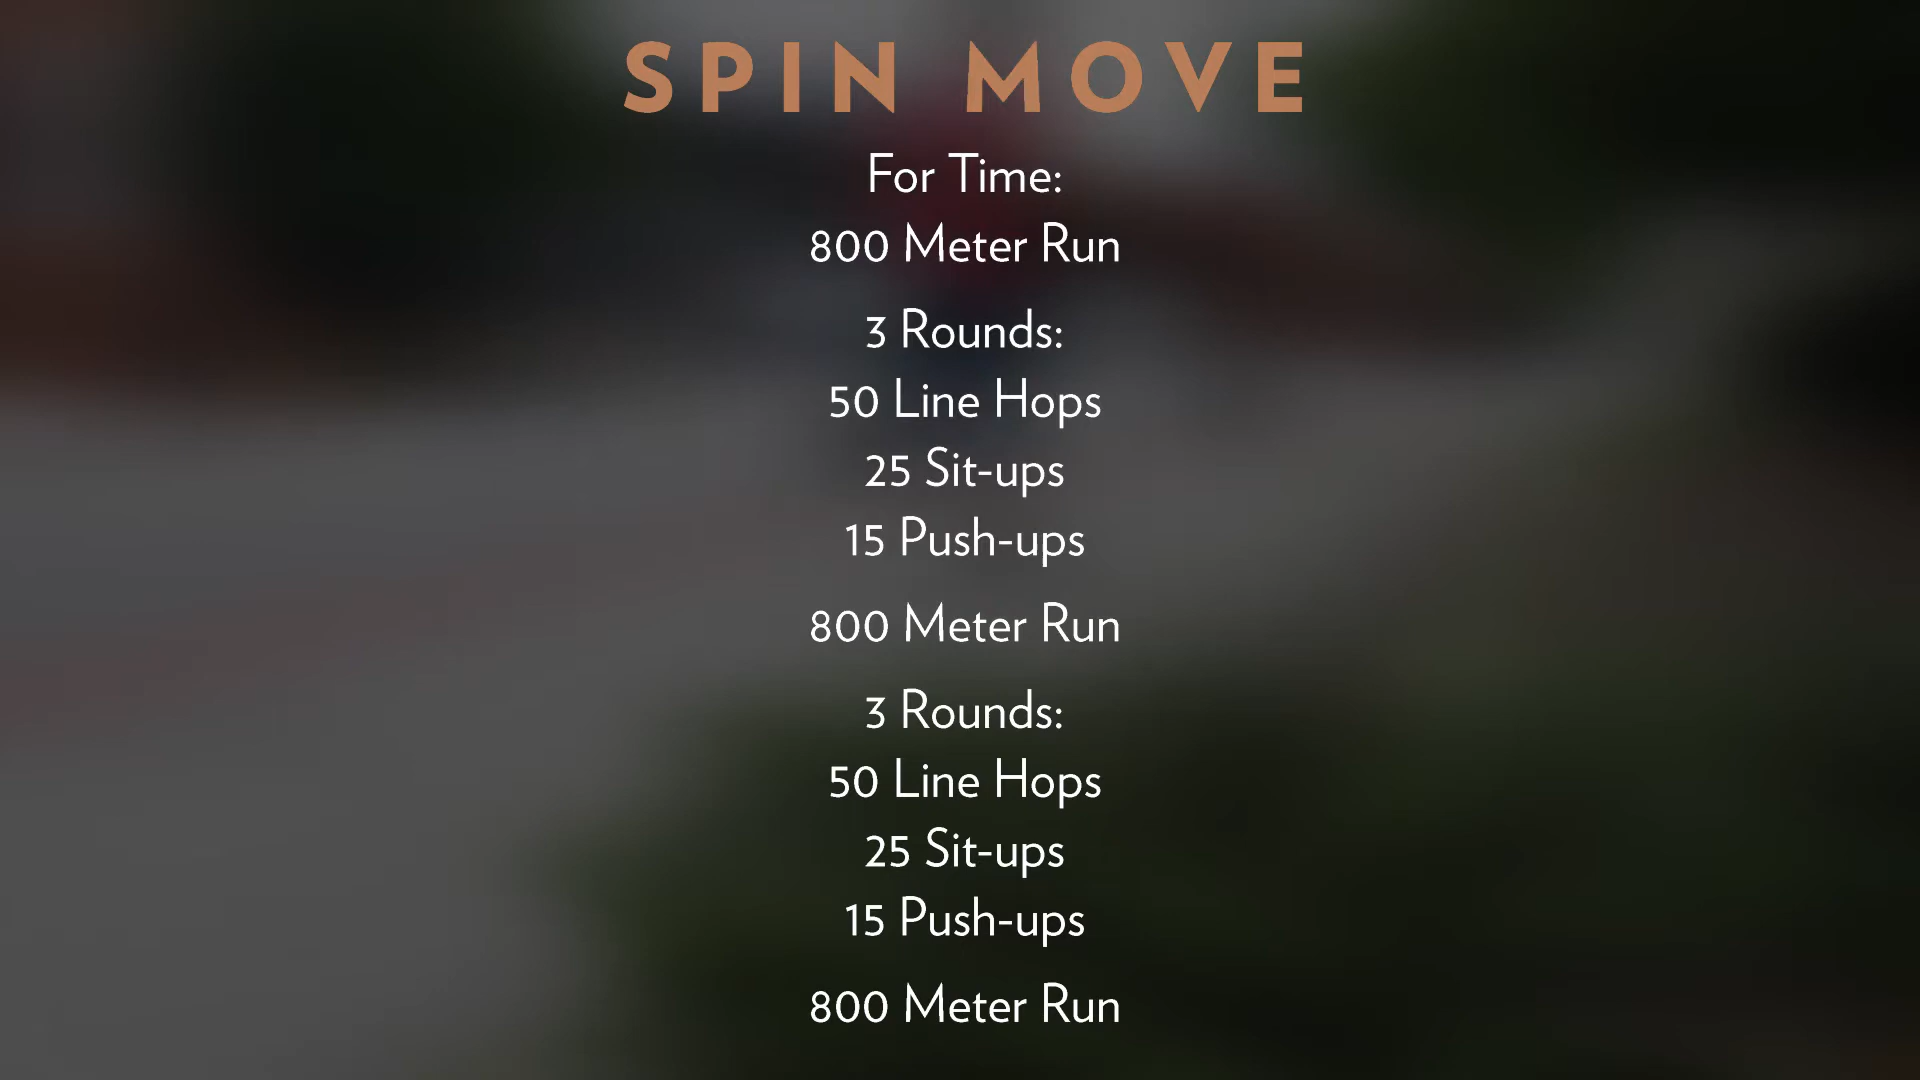 SPIN MOVE
For Time:
800 Meter Run
3 Rounds:
50 Line Hops
25 Sit-ups
15 Push-ups
800 Meter Run
3 Rounds:
50 Line Hops
25 Sit-ups
15 Push-ups
800 Meter Run